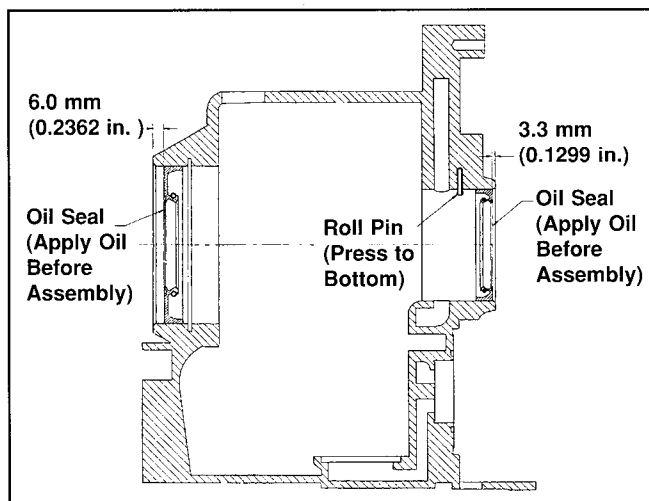 6.0 mm
(0.2362 in. )
3.3 mm
(0.1299 in.)
Oil Seal
(Apply Oil
Before
Assembly)
Roll Pin
(Press to
Bottom)
Oil Seal
(Apply Oil
Before
Assembly)